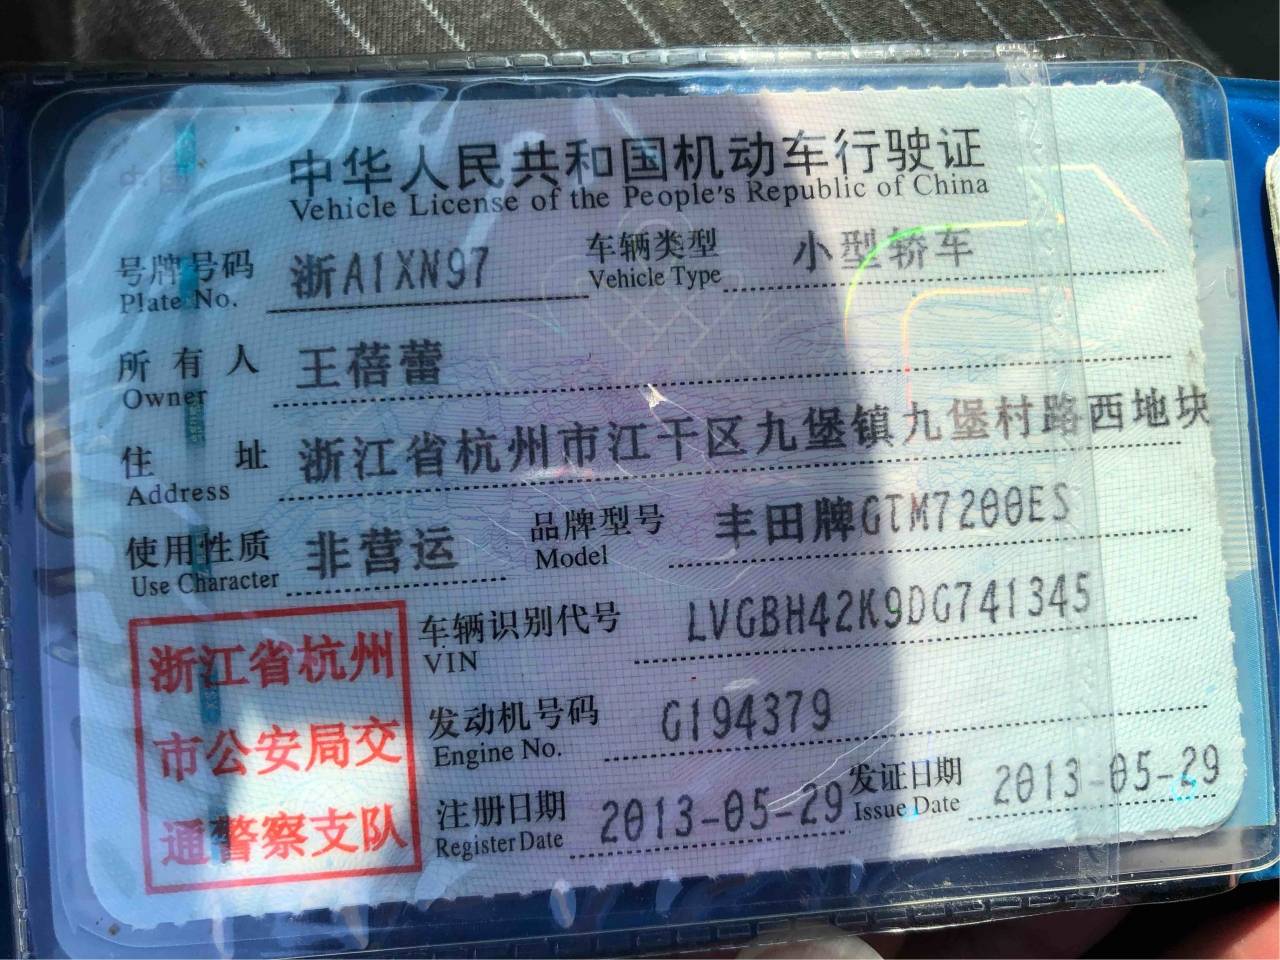 中华人民共和国机动车行驶证
Vehicle License of the People's Republic of China
号牌号码 浙A1XN97 车辆类型 小型轿车
Plate No. Vehicle Type
所有人 王蓓蕾
Owner
住址 浙江省杭州市江干区九堡镇九堡村路西地块
Address
使用性质 非营运 品牌型号 丰田牌GTM7200ES
Use Character Model
车辆识别代号 LVGBH42K9DG741345
VIN
发动机号码 G194379
Engine No.
注册日期 2013-05-29 发证日期 2013-05-29
Register Date Issue Date
浙江省杭州
市公安局交
通警察支队